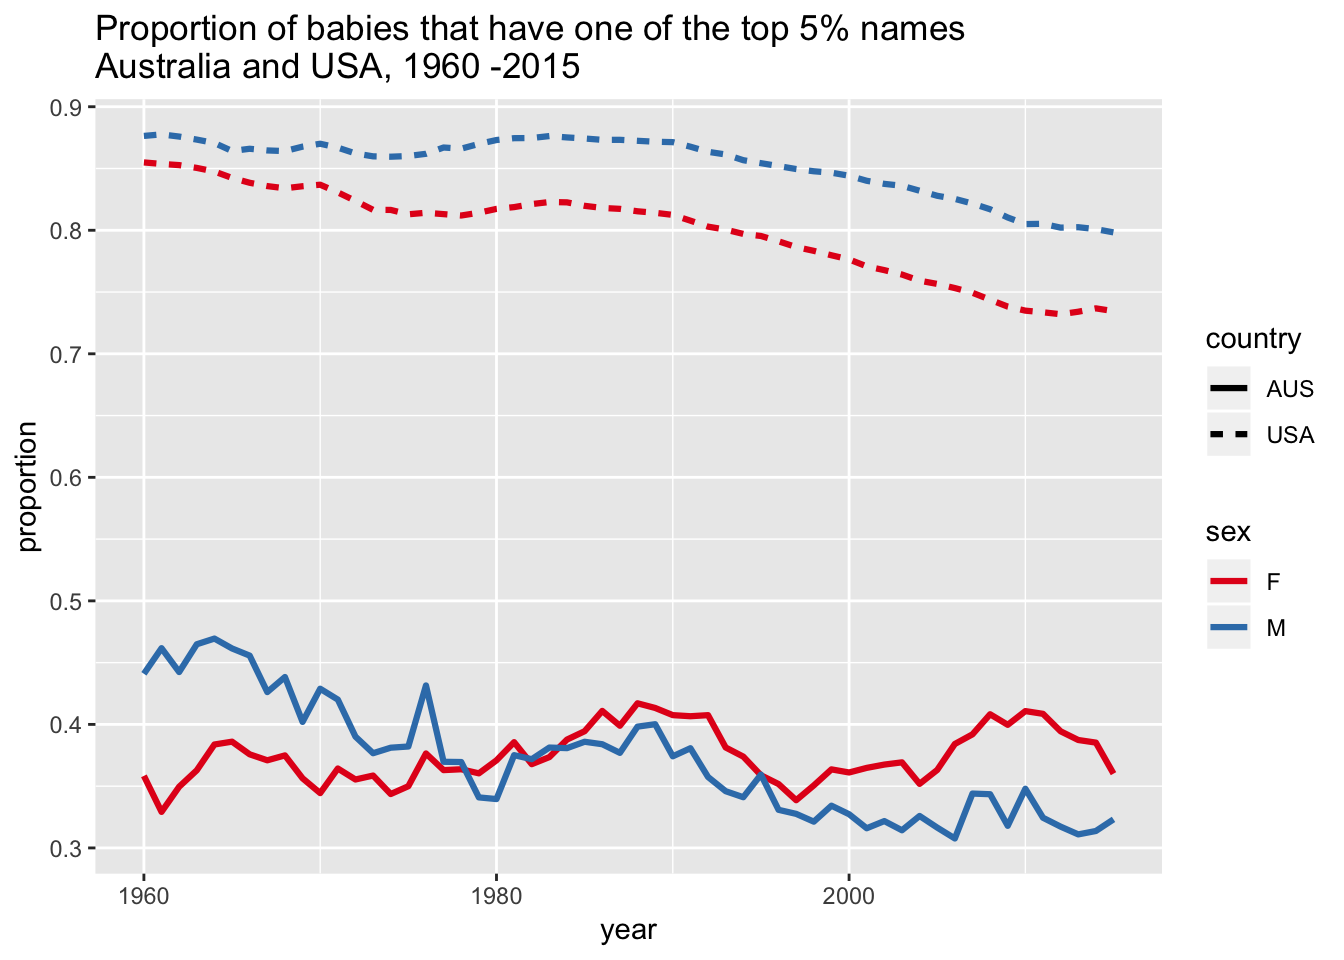 Proportion of babies that have one of the top 5% names
Australia and USA, 1960 -2015
0.9
0.8
0.7
0.6
0.5
0.4
0.3
proportion
1960
1980
2000
year
country
AUS
USA
sex
F
M